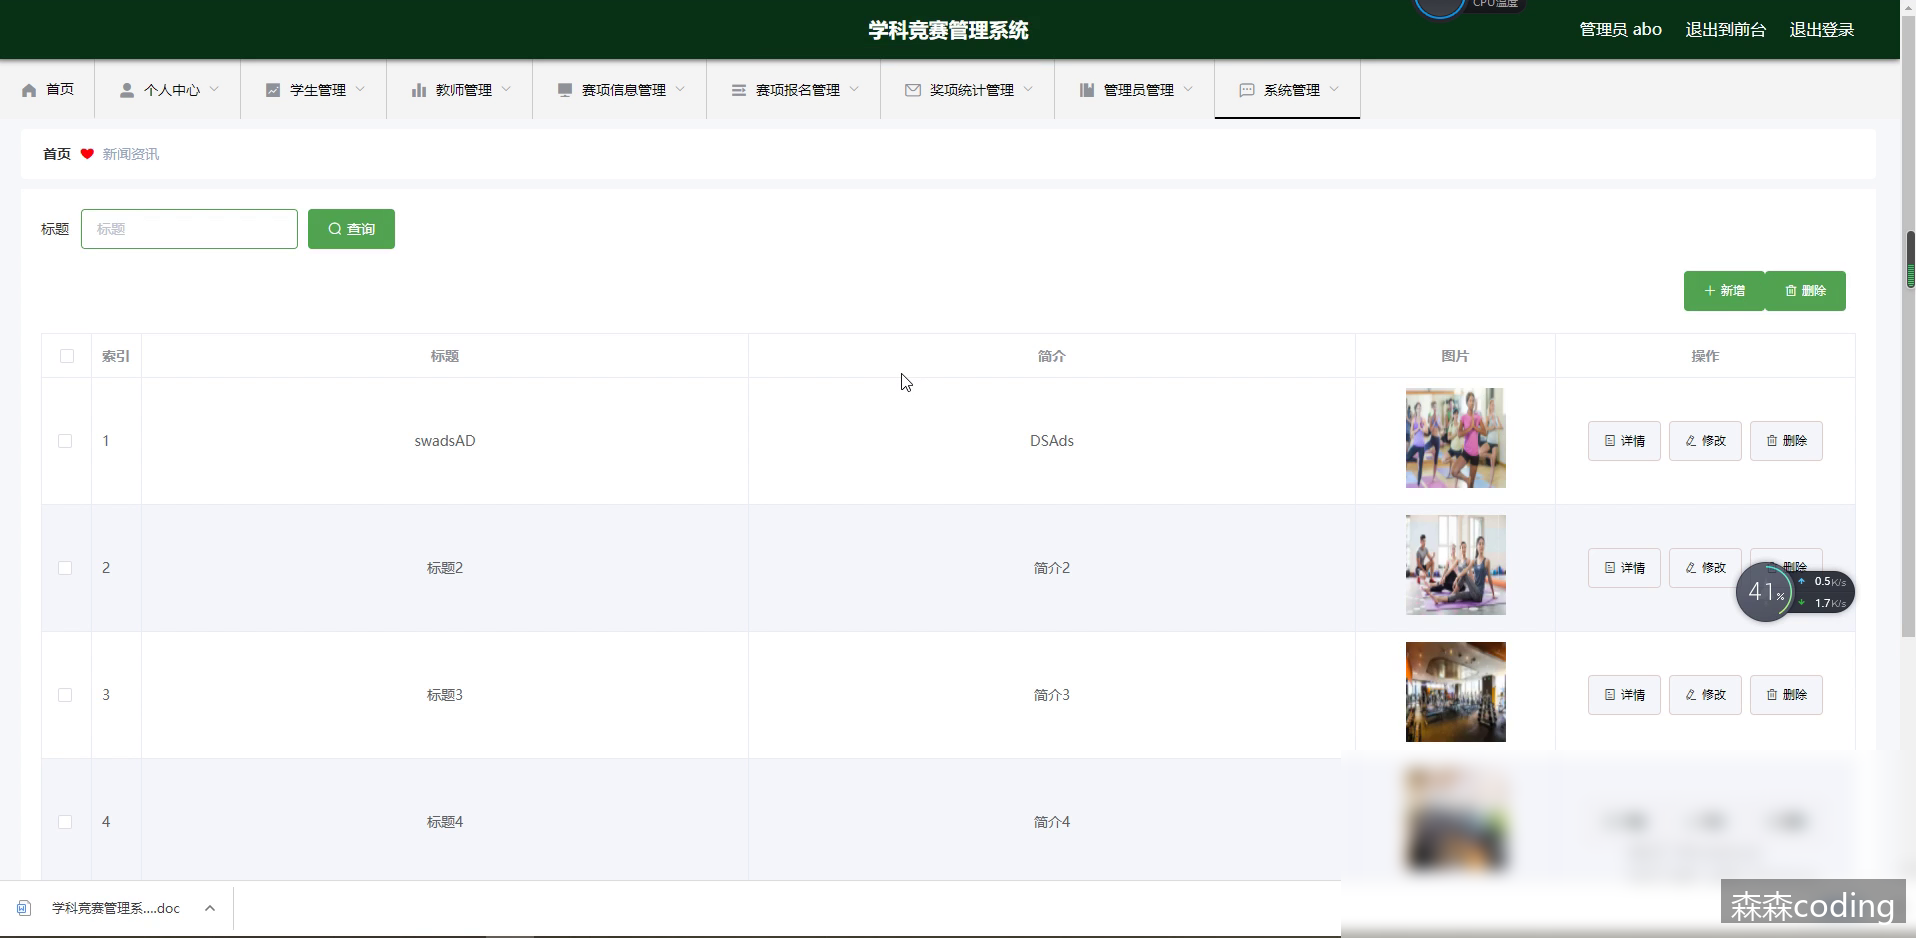 CPU温度
学科竞赛管理系统
管理员 abo 退出到前台 退出登录
首页 个人中心 学生管理 教师管理 赛项信息管理 赛项报名管理 奖项统计管理 管理员管理 系统管理
首页 新闻资讯
标题 标题 查询
新增 删除
索引 标题 简介 图片 操作
1 swadsAD DSAds 详情 修改 删除
2 标题2 简介2 详情 修改 删除
41% 0.5K/s
1.7K/s
3 标题3 简介3 详情 修改 删除
4 标题4 简介4
学科竞赛管理系....doc
森森coding